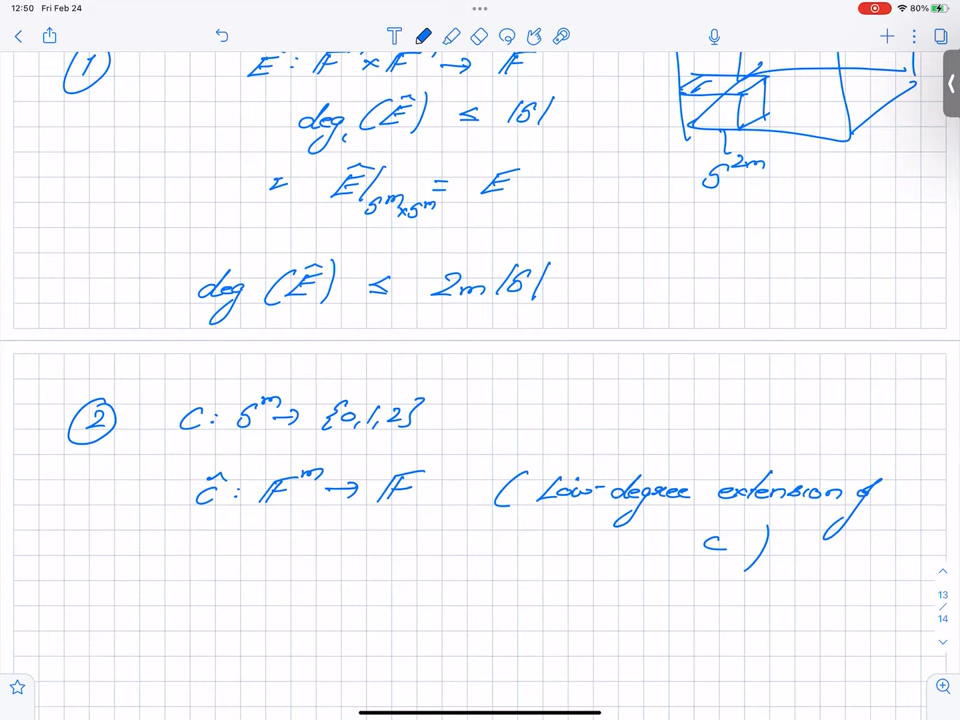 12:50 Fri Feb 24
80%
① Ê : F^m × F^m → F
deg_i (Ê) ≤ |S|
S^{2m}
& Ê|_{S^m × S^m} = E
deg (Ê) ≤ 2m |S|
② C : S^m → {0, 1, 2}
Ĉ : F^m → F ( Low-degree extension of
C )
13
/
14